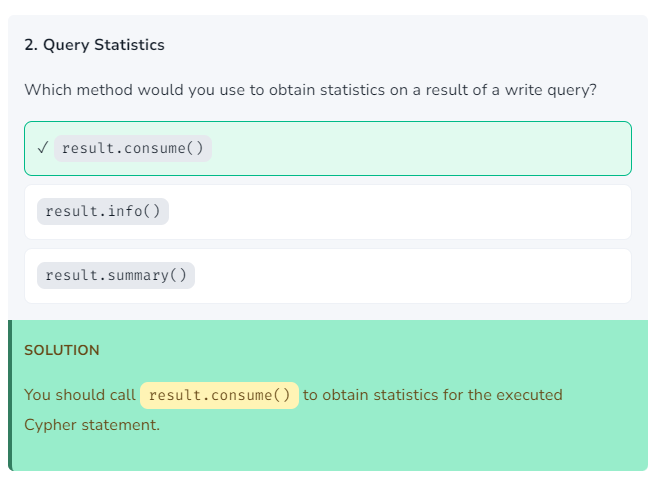 2. Query Statistics
Which method would you use to obtain statistics on a result of a write query?
✓ result.consume()
result.info()
result.summary()
SOLUTION
You should call result.consume() to obtain statistics for the executed
Cypher statement.